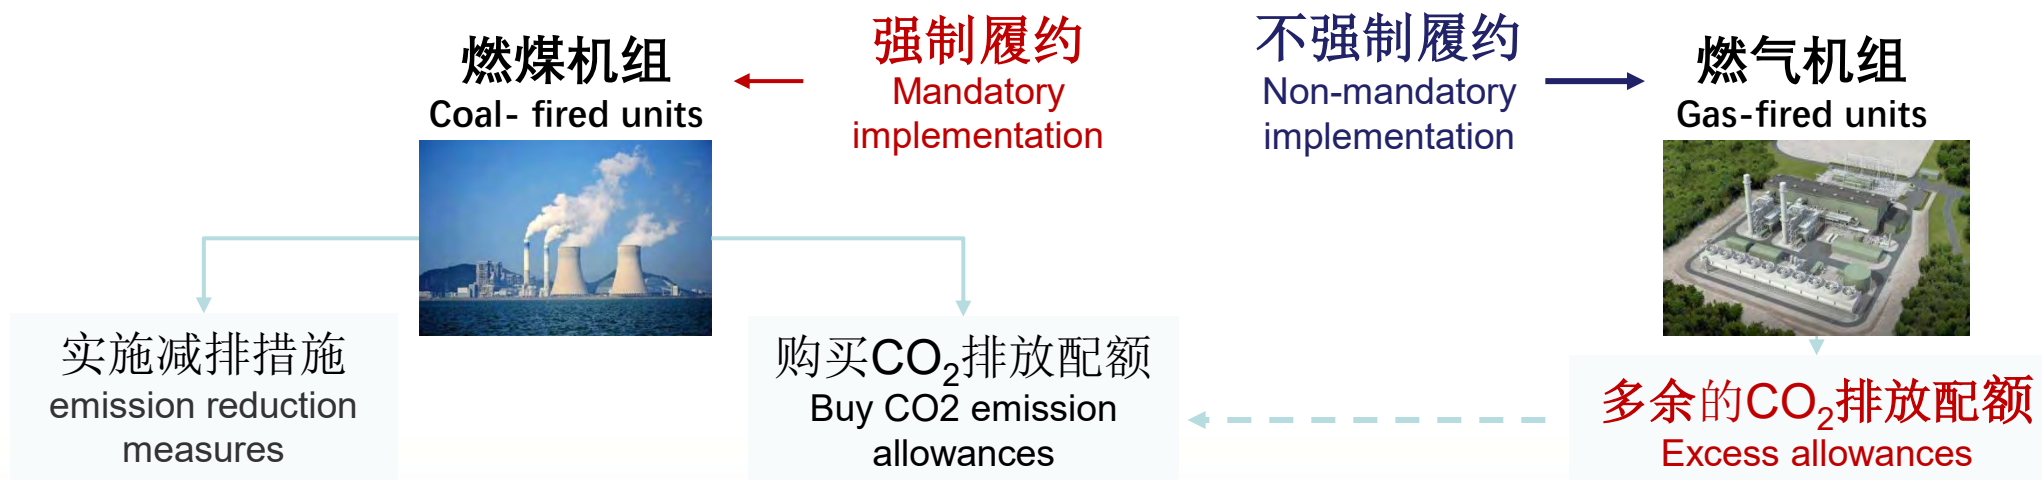 燃煤机组
Coal- fired units
强制履约
Mandatory
implementation
不强制履约
Non-mandatory
implementation
燃气机组
Gas-fired units
实施减排措施
emission reduction
measures
购买CO₂排放配额
Buy CO2 emission
allowances
多余的CO₂排放配额
Excess allowances